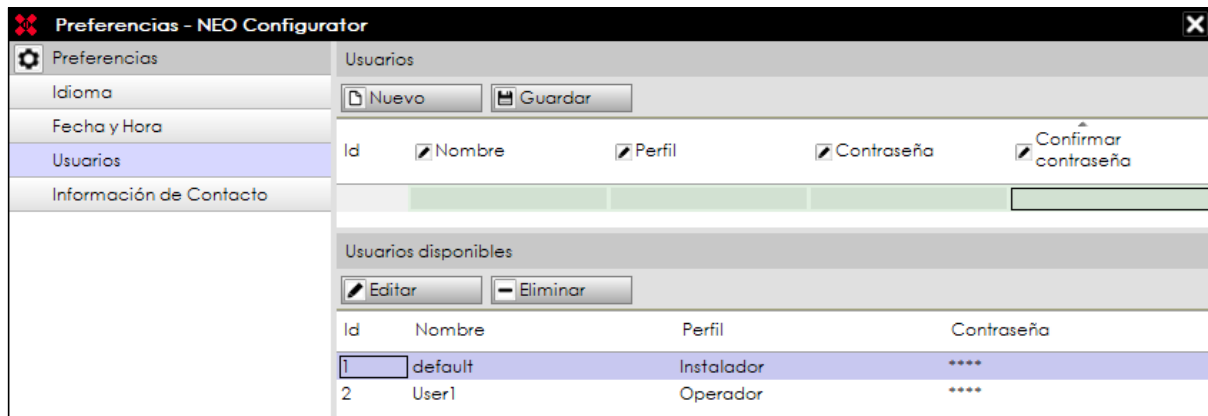 Preferencias - NEO Configurator
Preferencias
Idioma
Fecha y Hora
Usuarios
Información de Contacto
Usuarios
Nuevo Guardar
Id Nombre Perfil Contraseña Confirmar contraseña
Usuarios disponibles
Editar Eliminar
Id Nombre Perfil Contraseña
1 default Instalador ****
2 User1 Operador ****